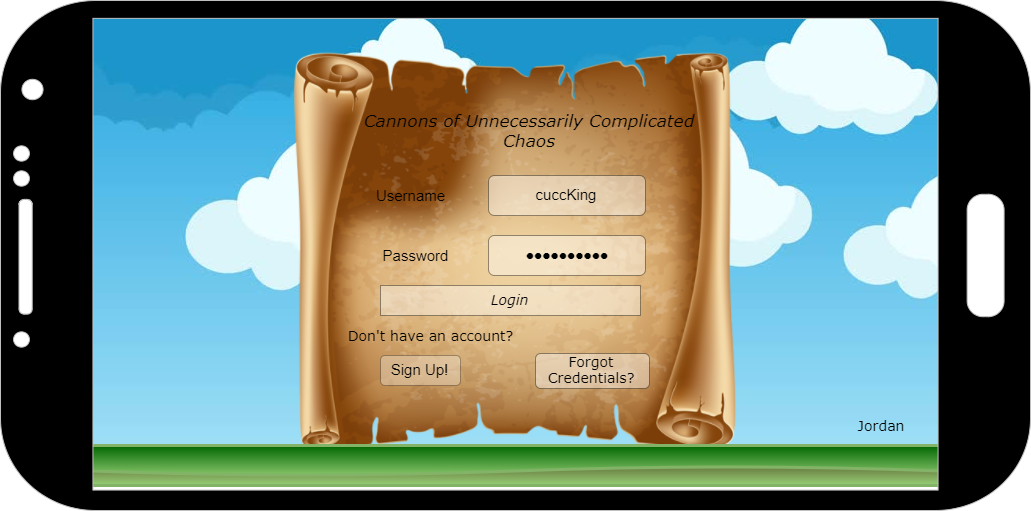 Cannons of Unnecessarily Complicated
Chaos
Username
cuccKing
Password
●●●●●●●●●●
Login
Don't have an account?
Sign Up!
Forgot
Credentials?
Jordan